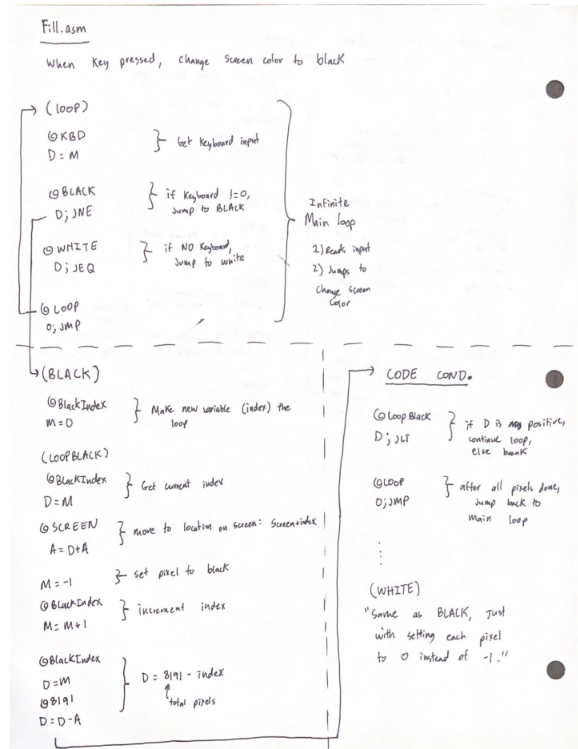 Fill.asm
When key pressed, change screen color to black
(LOOP)
@KBD
D=M
} Get keyboard input
@BLACK
D;JNE
} if Keyboard !=0,
Jump to BLACK
@WHITE
D;JEQ
} if NO Keyboard,
Jump to white
@LOOP
0;JMP
Infinite
Main loop
1) Reads input
2) Jumps to
change screen
color
(BLACK)
@BlackIndex
M=0
} Make new variable (index) the
loop
(LOOPBLACK)
@BlackIndex
D=M
} Get current index
@SCREEN
A=D+A
} move to location on screen: Screen+index
M=-1
} set pixel to black
@BlackIndex
M=M+1
} increment index
@BlackIndex
D=M
@8191
D=D-A
} D = 8191 - index
total pixels
CODE COND.
@LoopBlack
D;JLT
} if D is positive,
continue loop,
else break
@LOOP
0;JMP
} after all pixels done,
Jump back to
main loop
(WHITE)
"Same as BLACK, Just
with setting each pixel
to 0 instead of -1."